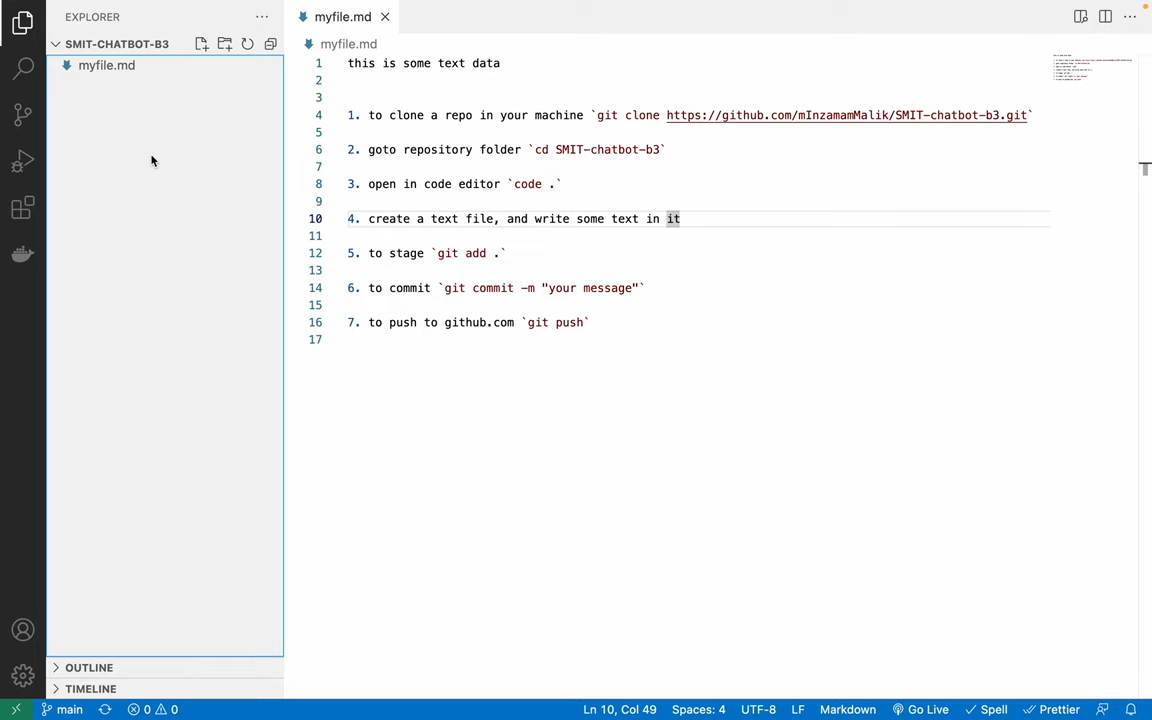 EXPLORER
SMIT-CHATBOT-B3
myfile.md
OUTLINE
TIMELINE
myfile.md
myfile.md
1 this is some text data
2
3
4 1. to clone a repo in your machine `git clone https://github.com/mInzamamMalik/SMIT-chatbot-b3.git`
5
6 2. goto repository folder `cd SMIT-chatbot-b3`
7
8 3. open in code editor `code .`
9
10 4. create a text file, and write some text in it
11
12 5. to stage `git add .`
13
14 6. to commit `git commit -m "your message"`
15
16 7. to push to github.com `git push`
17
main 0 0 Ln 10, Col 49 Spaces: 4 UTF-8 LF Markdown Go Live Spell Prettier